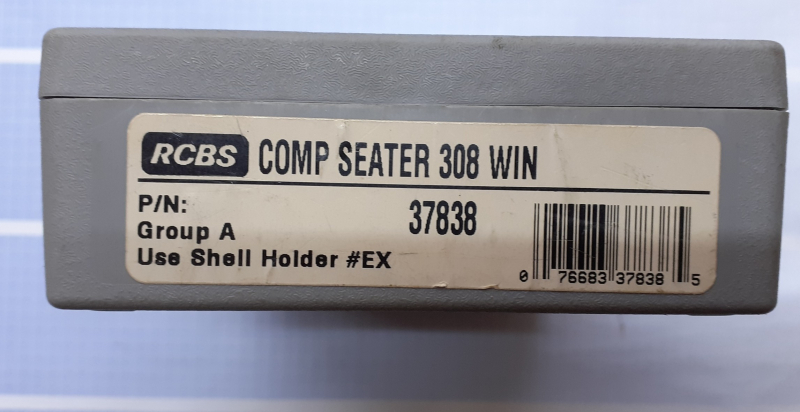 RCBS COMP SEATER 308 WIN
P/N: 37838
Group A
Use Shell Holder #EX
0 76683 37838 5